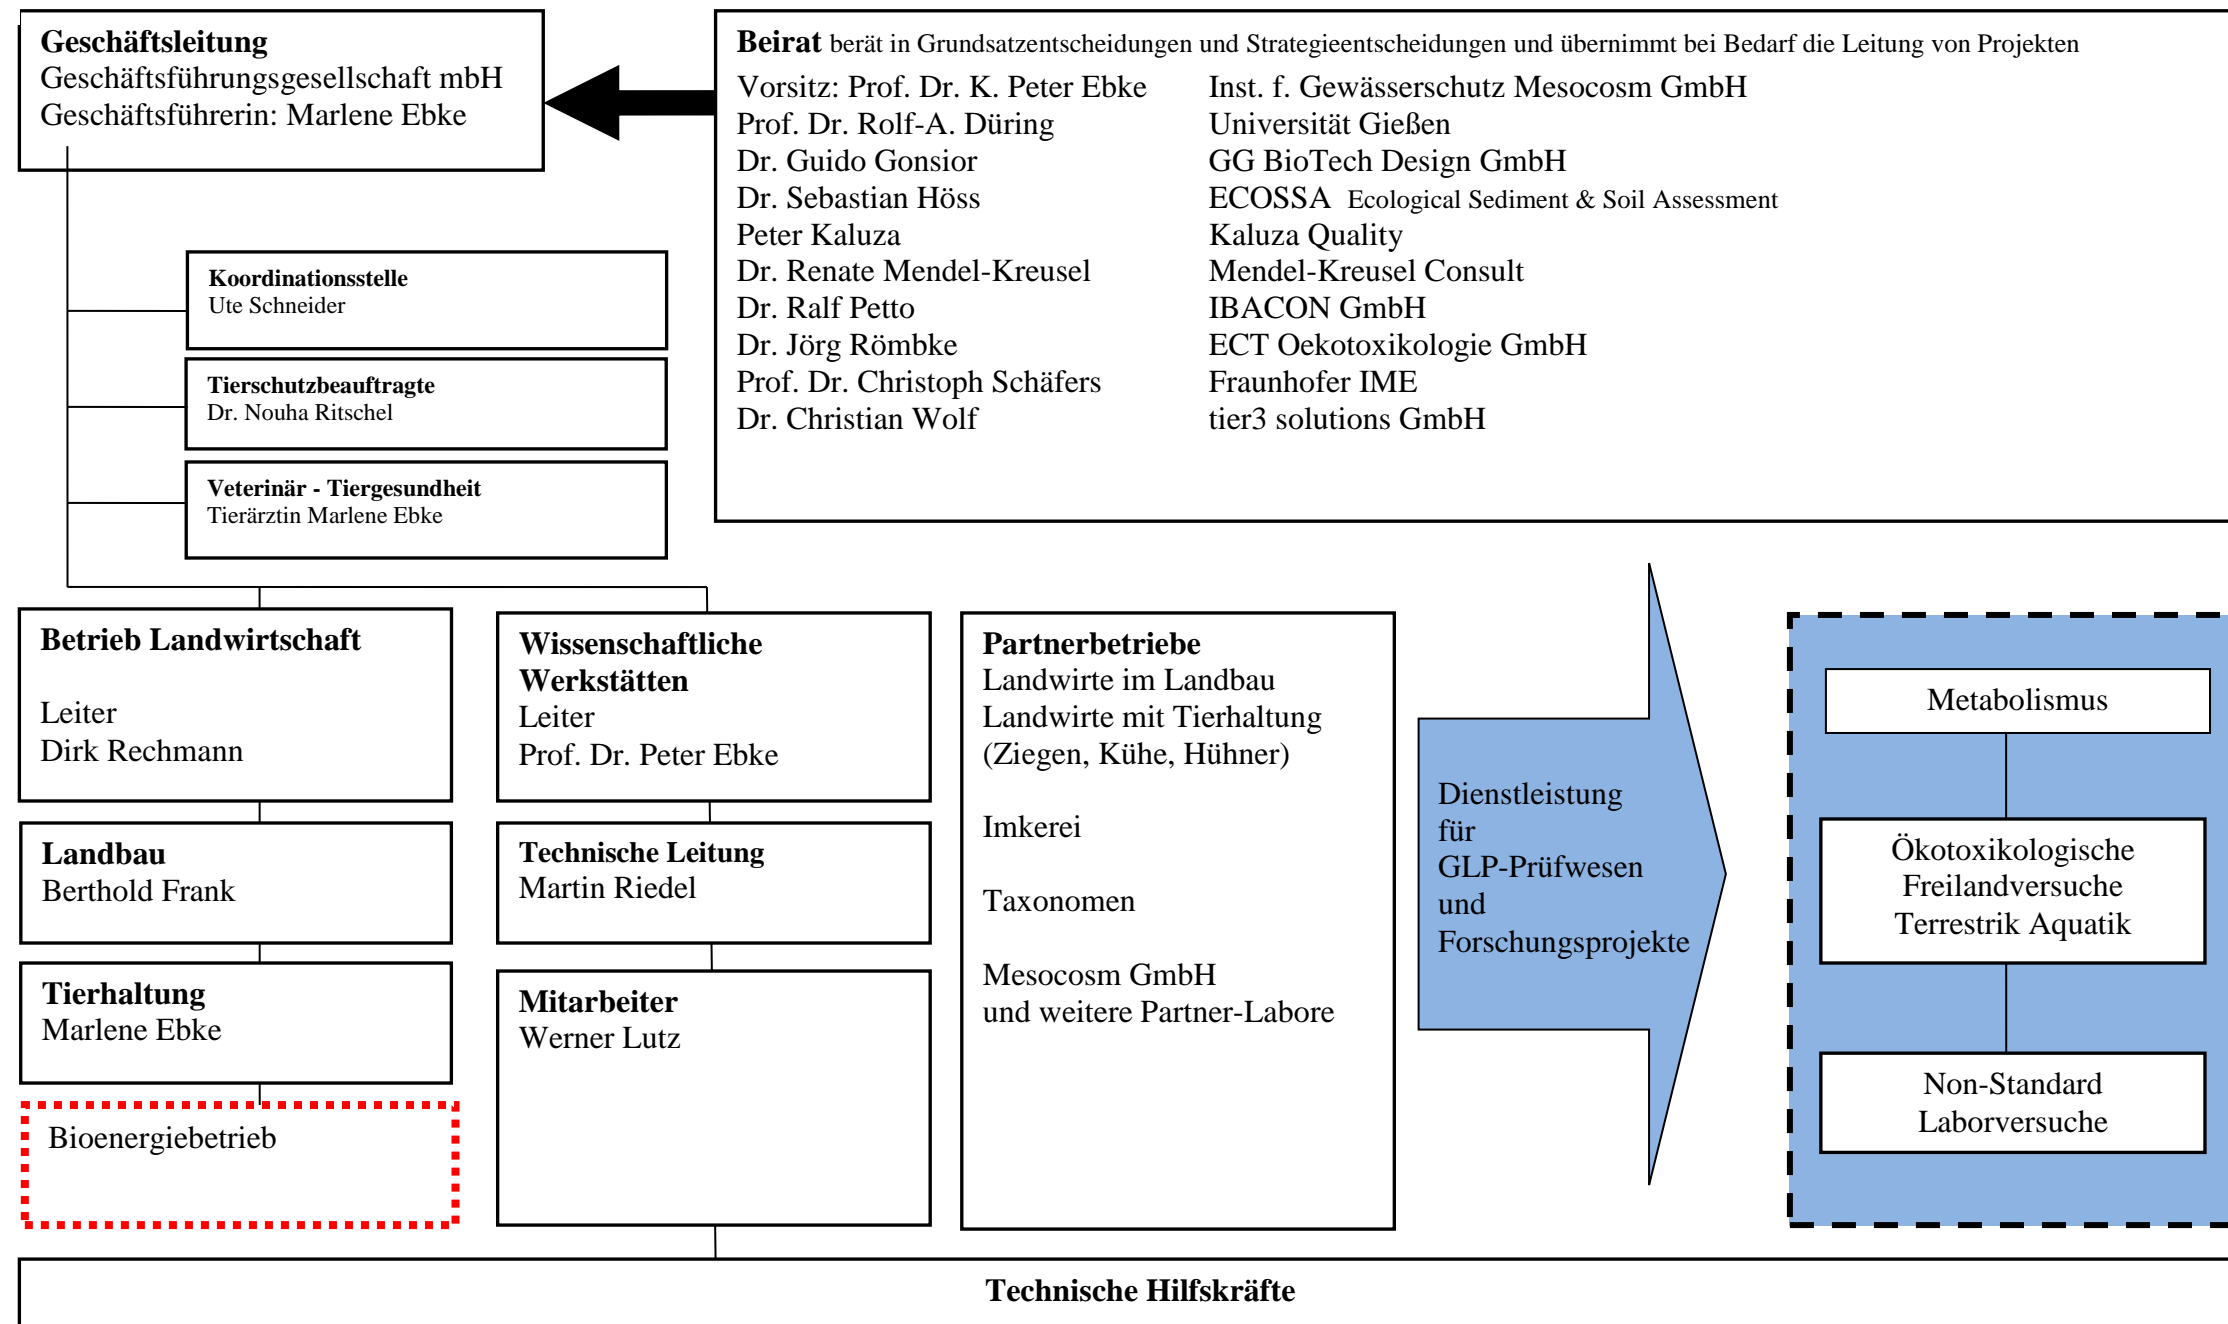 Geschäftsleitung
Geschäftsführungsgesellschaft mbH
Geschäftsführerin: Marlene Ebke
Beirat berät in Grundsatzentscheidungen und Strategieentscheidungen und übernimmt bei Bedarf die Leitung von Projekten
Vorsitz: Prof. Dr. K. Peter Ebke Inst. f. Gewässerschutz Mesocosm GmbH
Prof. Dr. Rolf-A. Düring Universität Gießen
Dr. Guido Gonsior GG BioTech Design GmbH
Dr. Sebastian Höss ECOSSA Ecological Sediment & Soil Assessment
Peter Kaluza Kaluza Quality
Dr. Renate Mendel-Kreusel Mendel-Kreusel Consult
Dr. Ralf Petto IBACON GmbH
Dr. Jörg Römbke ECT Oekotoxikologie GmbH
Prof. Dr. Christoph Schäfers Fraunhofer IME
Dr. Christian Wolf tier3 solutions GmbH
Koordinationsstelle
Ute Schneider
Tierschutzbeauftragte
Dr. Nouha Ritschel
Veterinär - Tiergesundheit
Tierärztin Marlene Ebke
Betrieb Landwirtschaft
Leiter
Dirk Rechmann
Landbau
Berthold Frank
Tierhaltung
Marlene Ebke
Bioenergiebetrieb
Wissenschaftliche
Werkstätten
Leiter
Prof. Dr. Peter Ebke
Technische Leitung
Martin Riedel
Mitarbeiter
Werner Lutz
Partnerbetriebe
Landwirte im Landbau
Landwirte mit Tierhaltung
(Ziegen, Kühe, Hühner)
Imkerei
Taxonomen
Mesocosm GmbH
und weitere Partner-Labore
Dienstleistung
für
GLP-Prüfwesen
und
Forschungsprojekte
Metabolismus
Ökotoxikologische
Freilandversuche
Terrestrik Aquatik
Non-Standard
Laborversuche
Technische Hilfskräfte